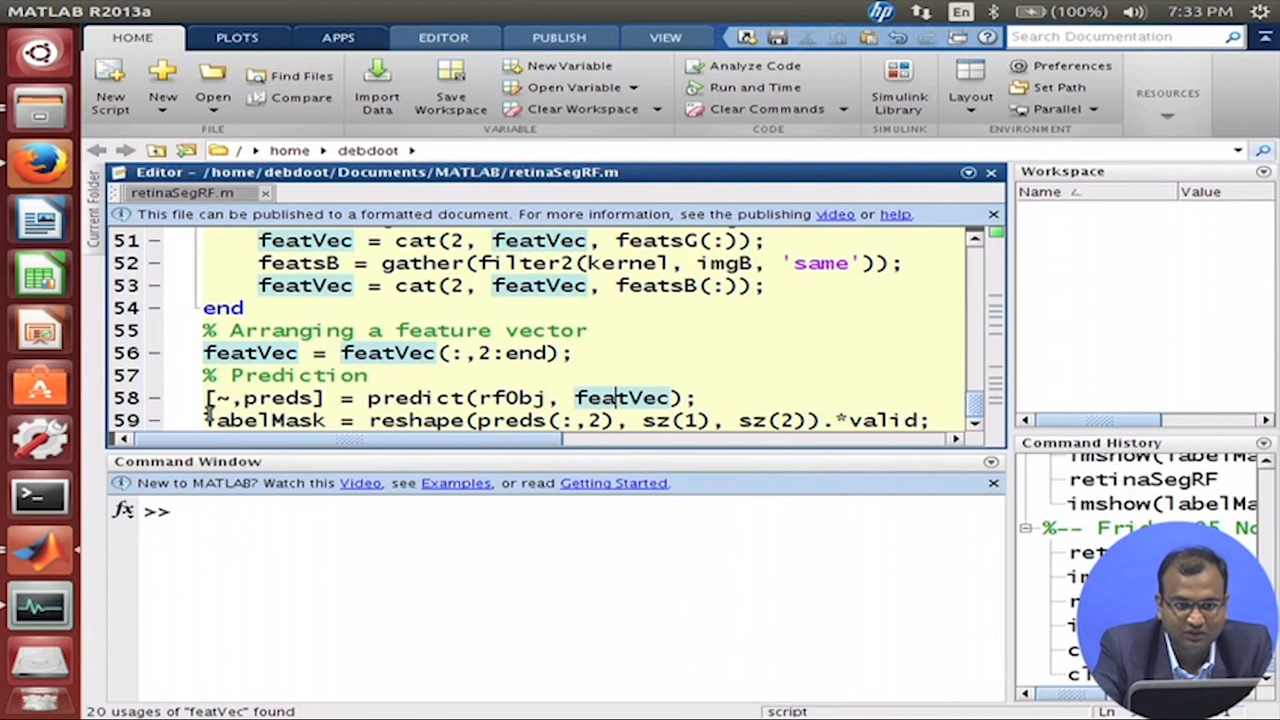 MATLAB R2013a
En
(100%)
7:33 PM
HOME PLOTS APPS EDITOR PUBLISH VIEW
Search Documentation
New Script
New
Open
Find Files
Compare
Import Data
Save Workspace
New Variable
Open Variable
Clear Workspace
Analyze Code
Run and Time
Clear Commands
Simulink Library
Layout
Preferences
Set Path
Parallel
RESOURCES
FILE VARIABLE CODE SIMULINK ENVIRONMENT
/ home debdoot
Current Folder
Editor - /home/debdoot/Documents/MATLAB/retinaSegRF.m
retinaSegRF.m
This file can be published to a formatted document. For more information, see the publishing video or help.
51 – featVec = cat(2, featVec, featsG(:));
52 – featsB = gather(filter2(kernel, imgB, 'same'));
53 – featVec = cat(2, featVec, featsB(:));
54 – end
55 % Arranging a feature vector
56 – featVec = featVec(:,2:end);
57 % Prediction
58 – [~,preds] = predict(rfObj, featVec);
59 – labelMask = reshape(preds(:,2), sz(1), sz(2)).*valid;
Workspace
Name Value
Command Window
New to MATLAB? Watch this Video, see Examples, or read Getting Started.
fx >>
Command History
imshow(labelMa
retinaSegRF
imshow(labelMa
%-- Frid
20 usages of "featVec" found
script
Ln